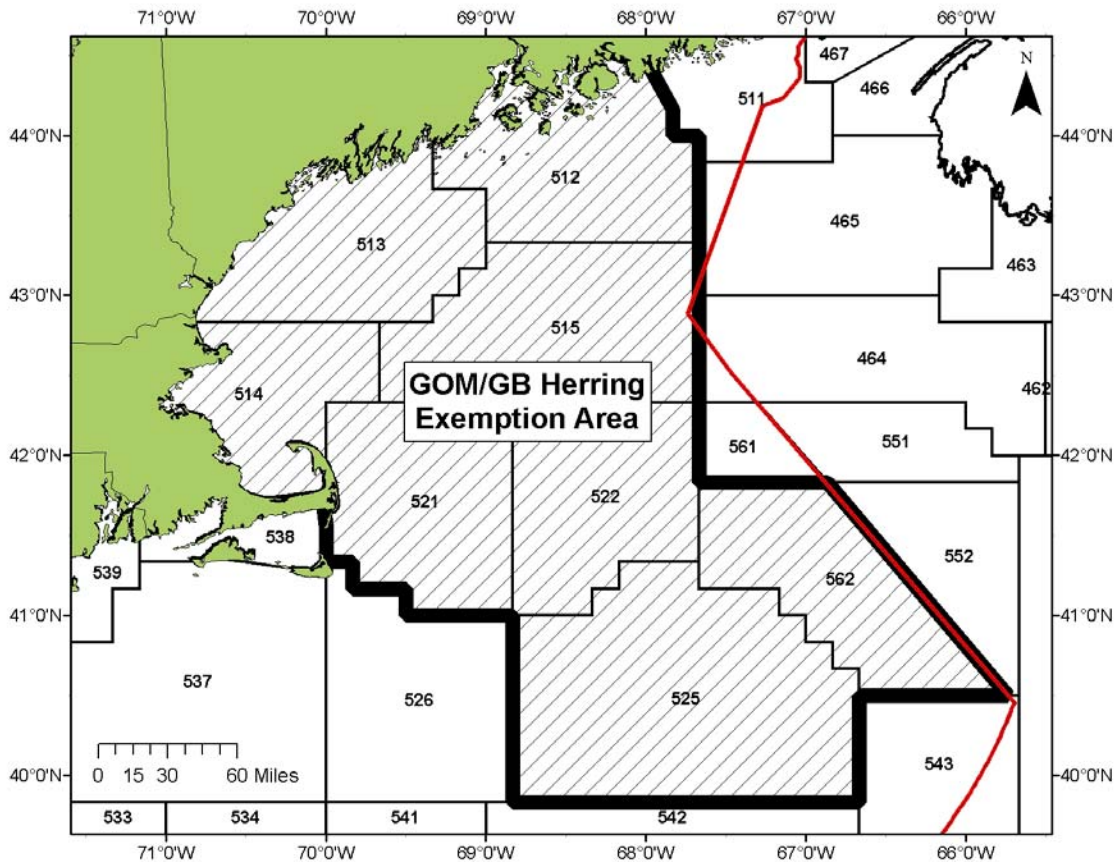 71°0'W 70°0'W 69°0'W 68°0'W 67°0'W 66°0'W
467
466
511
N
44°0'N 44°0'N
512
465
513
463
43°0'N 43°0'N
515
464
514
462
GOM/GB Herring
Exemption Area
561
551
42°0'N 42°0'N
521
522
538
552
539
562
41°0'N 41°0'N
537
526
525
543
0 15 30 60 Miles
40°0'N 40°0'N
533 534 541 542
71°0'W 70°0'W 69°0'W 68°0'W 67°0'W 66°0'W